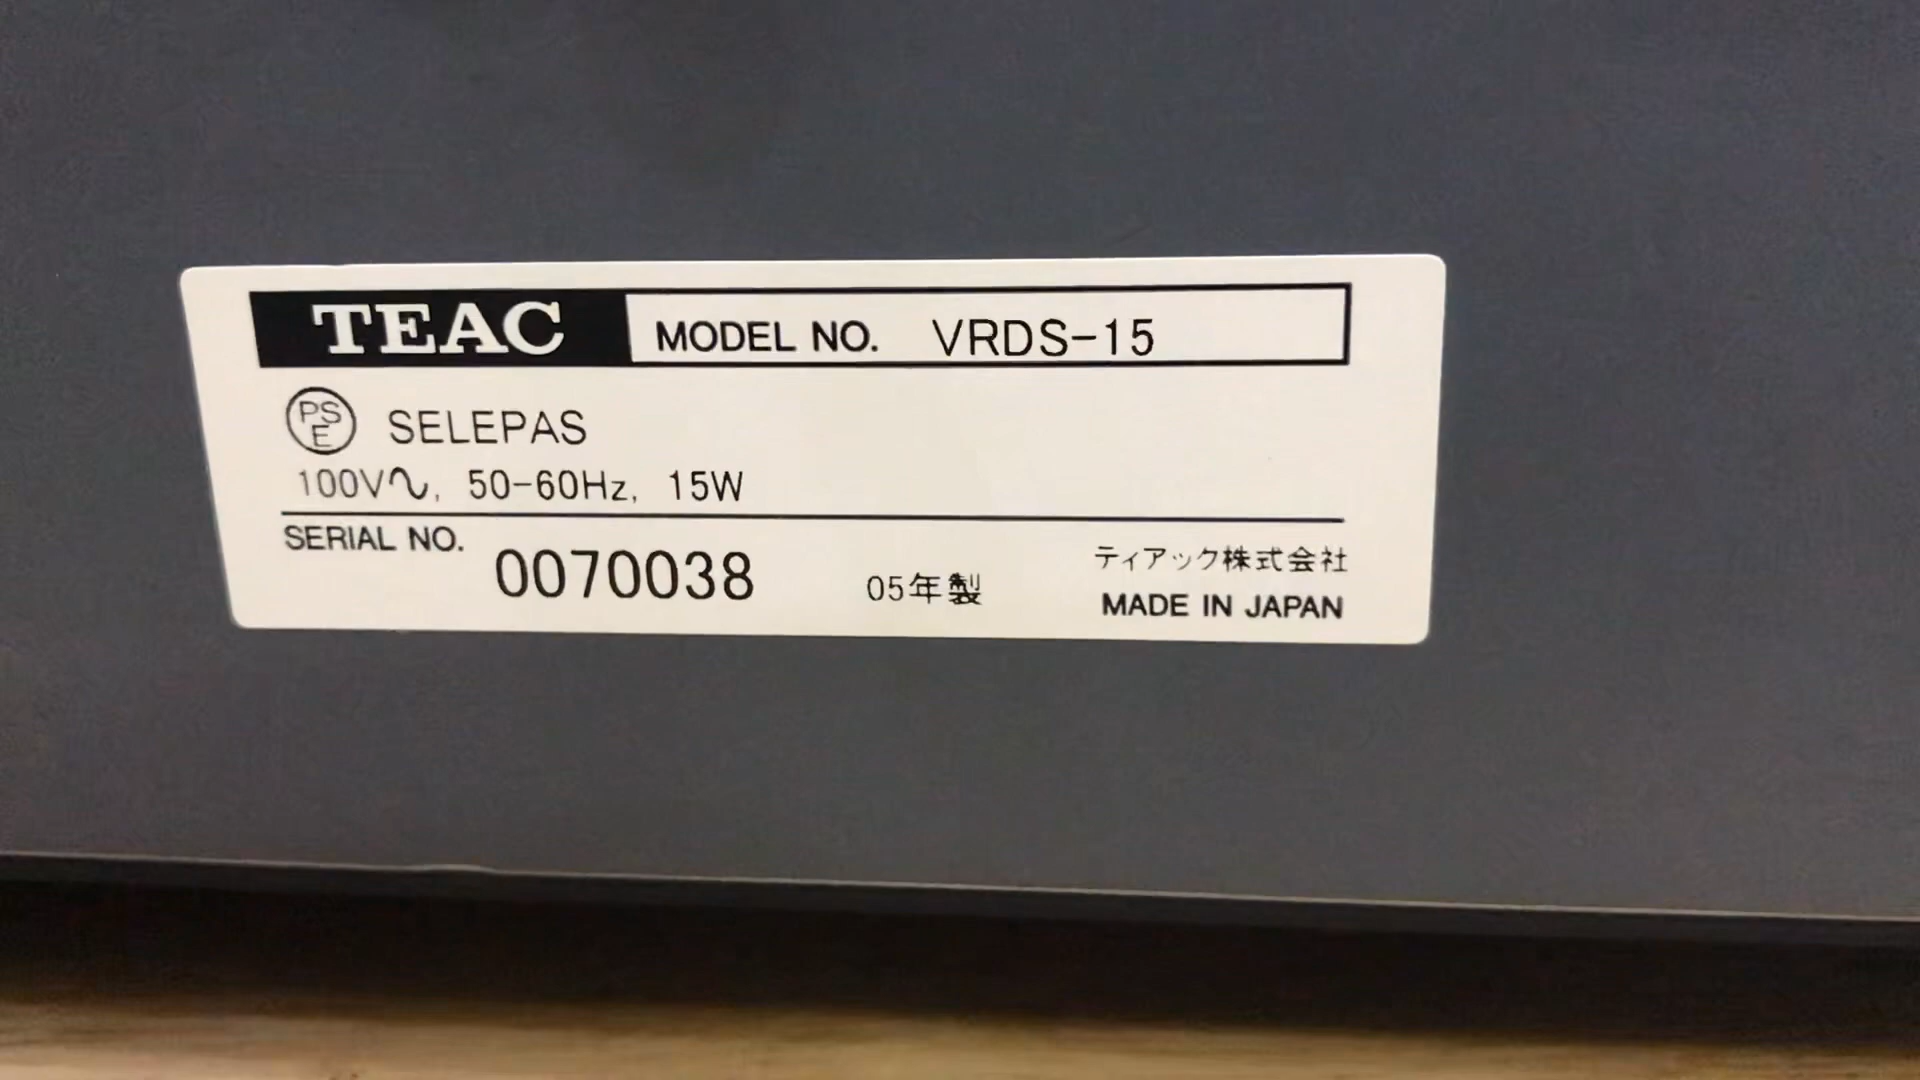 TEAC MODEL NO. VRDS-15
PSE SELEPAS
100V∿, 50-60Hz, 15W
SERIAL NO. 0070038 05年製
ティアック株式会社
MADE IN JAPAN